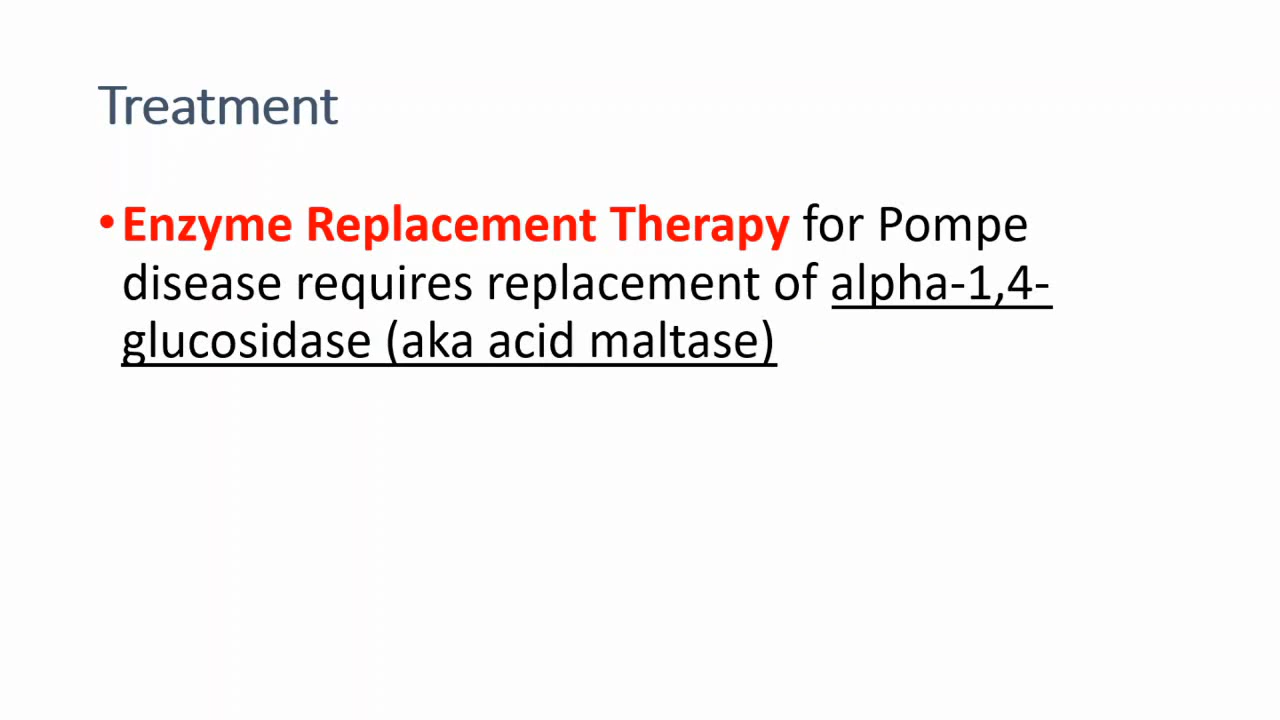 Treatment
•Enzyme Replacement Therapy for Pompe
disease requires replacement of alpha-1,4-
glucosidase (aka acid maltase)